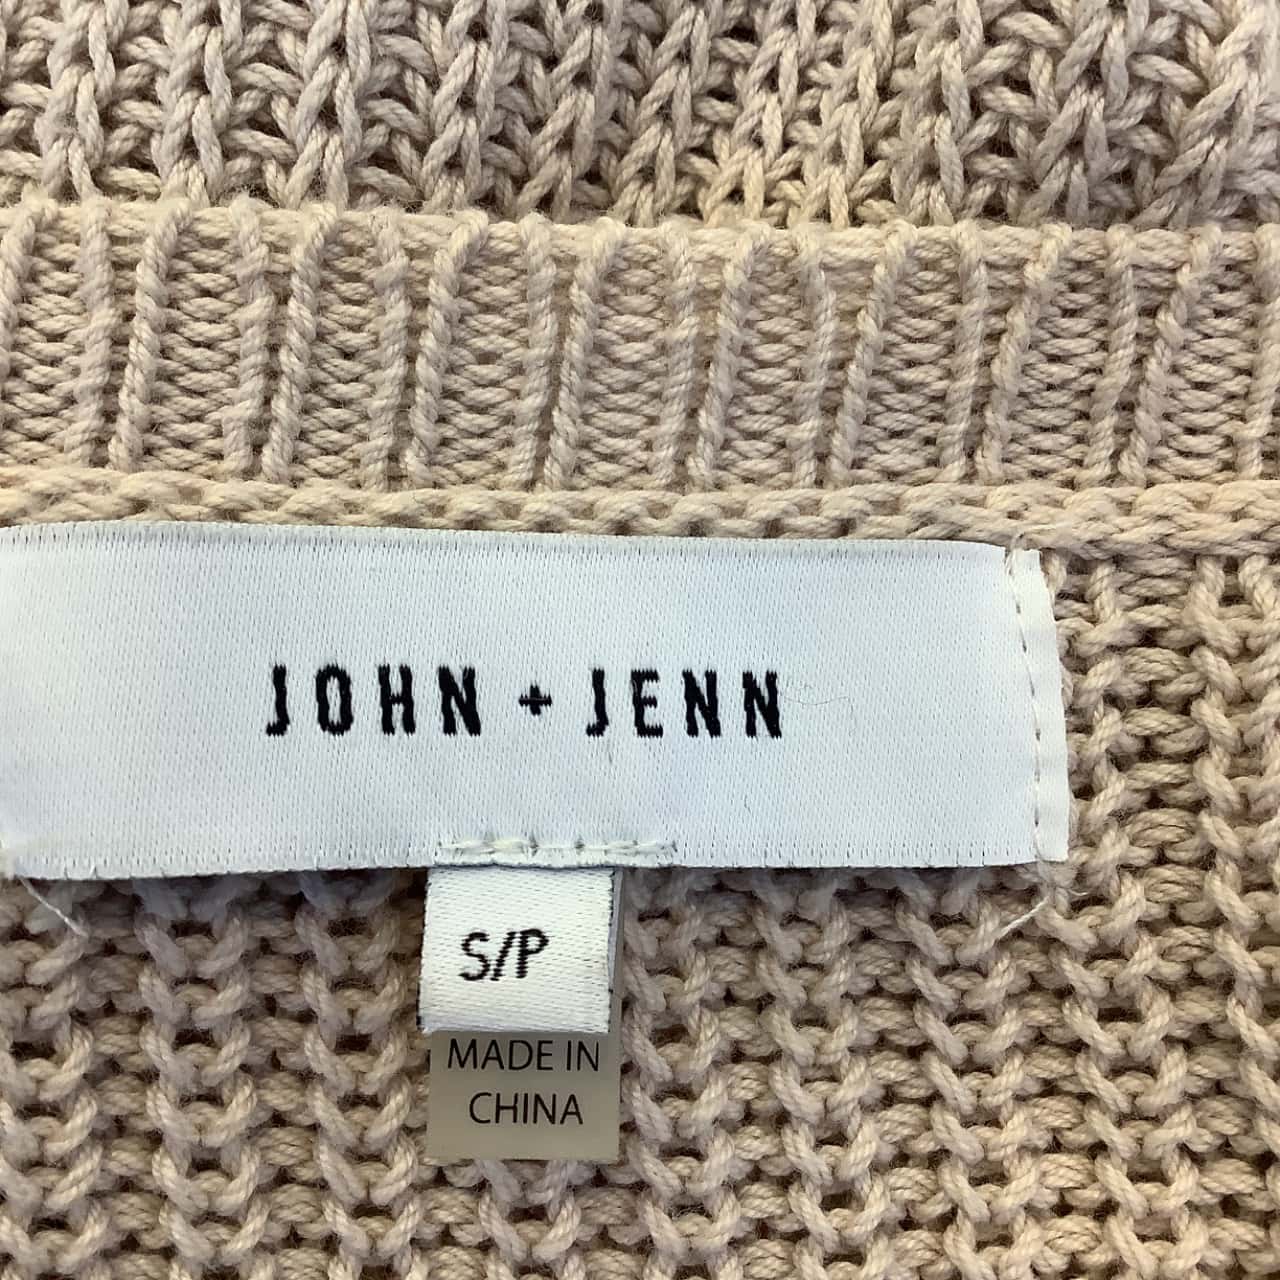 JOHN + JENN
S/P
MADE IN
CHINA